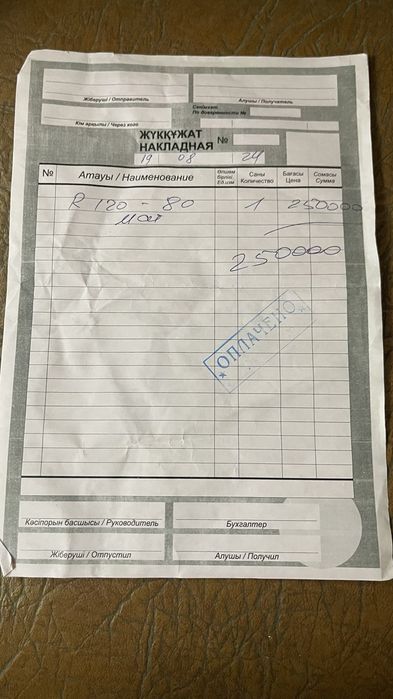 Жіберуші / Отправитель Алушы / Получатель
Кім арқылы / Через кого Сенімхат
По доверенности №
ЖҮКҚҰЖАТ
НАКЛАДНАЯ №
19 08 24
№ Атауы / Наименование Өлшем бірлігі Ед.изм Саны Количество Бағасы Цена Сомасы Сумма
R 120 - 80 1 250000
мат
250000
* ОПЛАЧЕНО *
Кәсіпорын басшысы / Руководитель Бухгалтер
Жіберуші / Отпустил Алушы / Получил